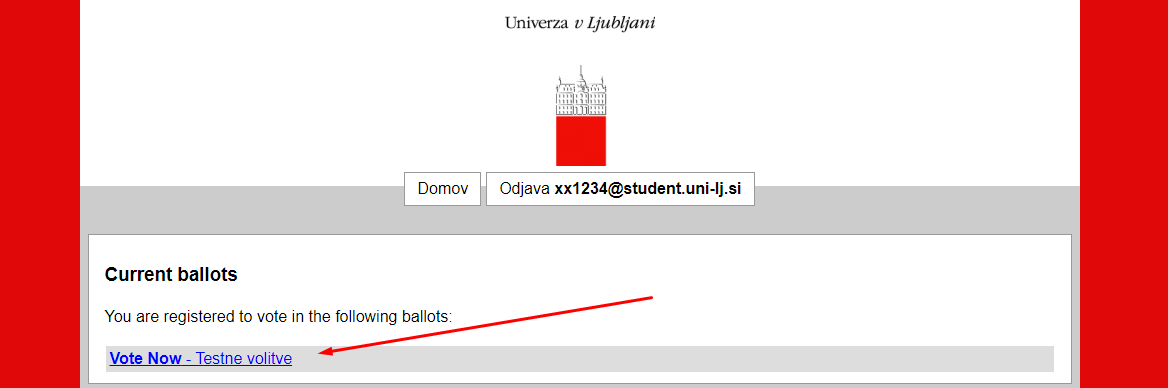 Univerza v Ljubljani
Domov
Odjava xx1234@student.uni-lj.si
Current ballots
You are registered to vote in the following ballots:
Vote Now - Testne volitve